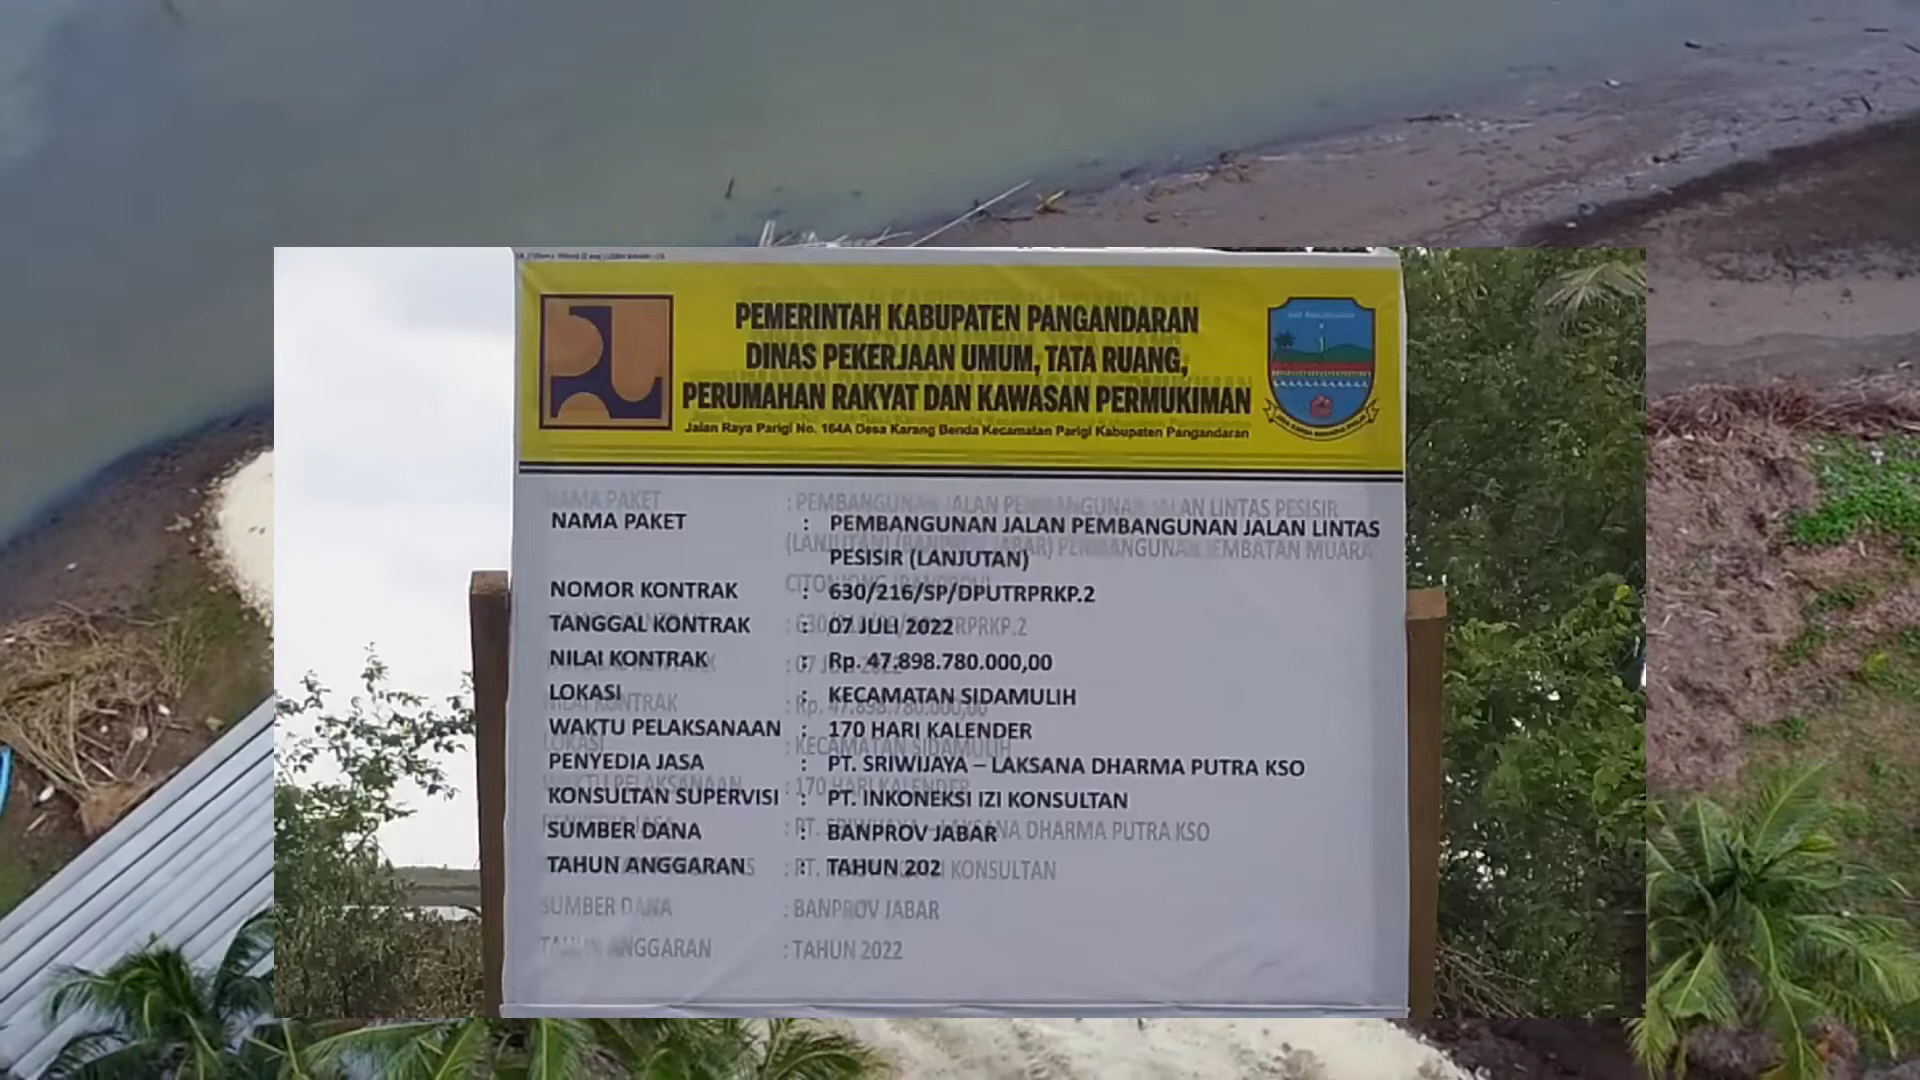 PEMERINTAH KABUPATEN PANGANDARAN
DINAS PEKERJAAN UMUM, TATA RUANG,
PERUMAHAN RAKYAT DAN KAWASAN PERMUKIMAN
Jalan Raya Parigi No. 164A Desa Karang Benda Kecamatan Parigi Kabupaten Pangandaran
NAMA PAKET : PEMBANGUNAN JALAN PEMBANGUNAN JALAN LINTAS
PESISIR (LANJUTAN)
NOMOR KONTRAK : 630/216/SP/DPUTRPRKP.2
TANGGAL KONTRAK : 07 JULI 2022
NILAI KONTRAK : Rp. 47.898.780.000,00
LOKASI : KECAMATAN SIDAMULIH
WAKTU PELAKSANAAN : 170 HARI KALENDER
PENYEDIA JASA : PT. SRIWIJAYA – LAKSANA DHARMA PUTRA KSO
KONSULTAN SUPERVISI : PT. INKONEKSI IZI KONSULTAN
SUMBER DANA : BANPROV JABAR
TAHUN ANGGARAN : TAHUN 202
SUMBER DANA : BANPROV JABAR
TAHUN ANGGARAN : TAHUN 2022